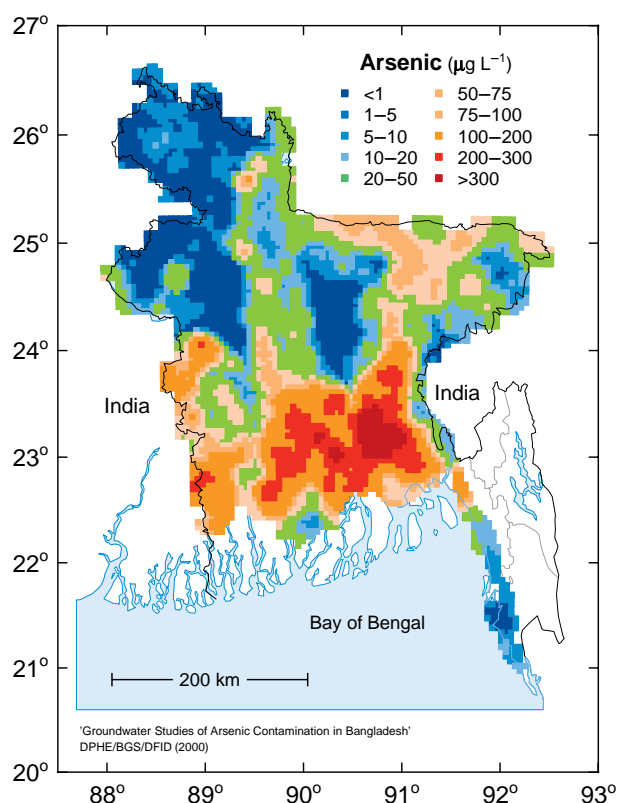 27°
Arsenic (µg L⁻¹)
<1
50–75
1–5
75–100
26°
5–10
100–200
10–20
200–300
20–50
>300
25°
24°
India
India
23°
22°
Bay of Bengal
21°
200 km
'Groundwater Studies of Arsenic Contamination in Bangladesh'
DPHE/BGS/DFID (2000)
20°
88° 89° 90° 91° 92° 93°